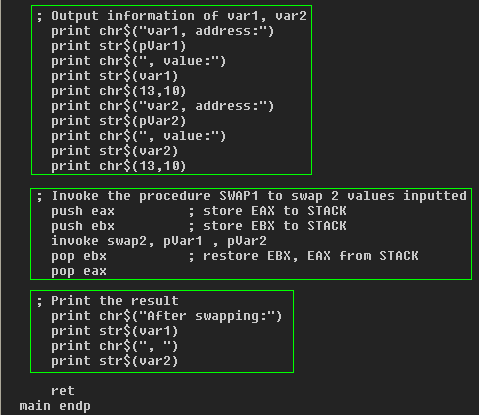 ; Output information of var1, var2
print chr$("var1, address:")
print str$(pVar1)
print chr$(", value:")
print str$(var1)
print chr$(13,10)
print chr$("var2, address:")
print str$(pVar2)
print chr$(", value:")
print str$(var2)
print chr$(13,10)
; Invoke the procedure SWAP1 to swap 2 values inputted
push eax ; store EAX to STACK
push ebx ; store EBX to STACK
invoke swap2, pVar1 , pVar2
pop ebx ; restore EBX, EAX from STACK
pop eax
; Print the result
print chr$("After swapping:")
print str$(var1)
print chr$(", ")
print str$(var2)
ret
main endp